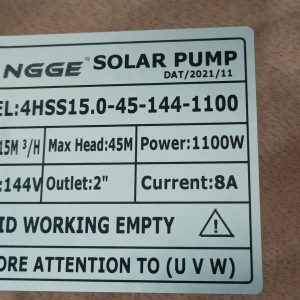 NGGE® SOLAR PUMP
DAT/2021/11
EL:4HSS15.0-45-144-1100
15M³/H Max Head:45M Power:1100W
:144V Outlet:2" Current:8A
ID WORKING EMPTY
ORE ATTENTION TO (U V W)